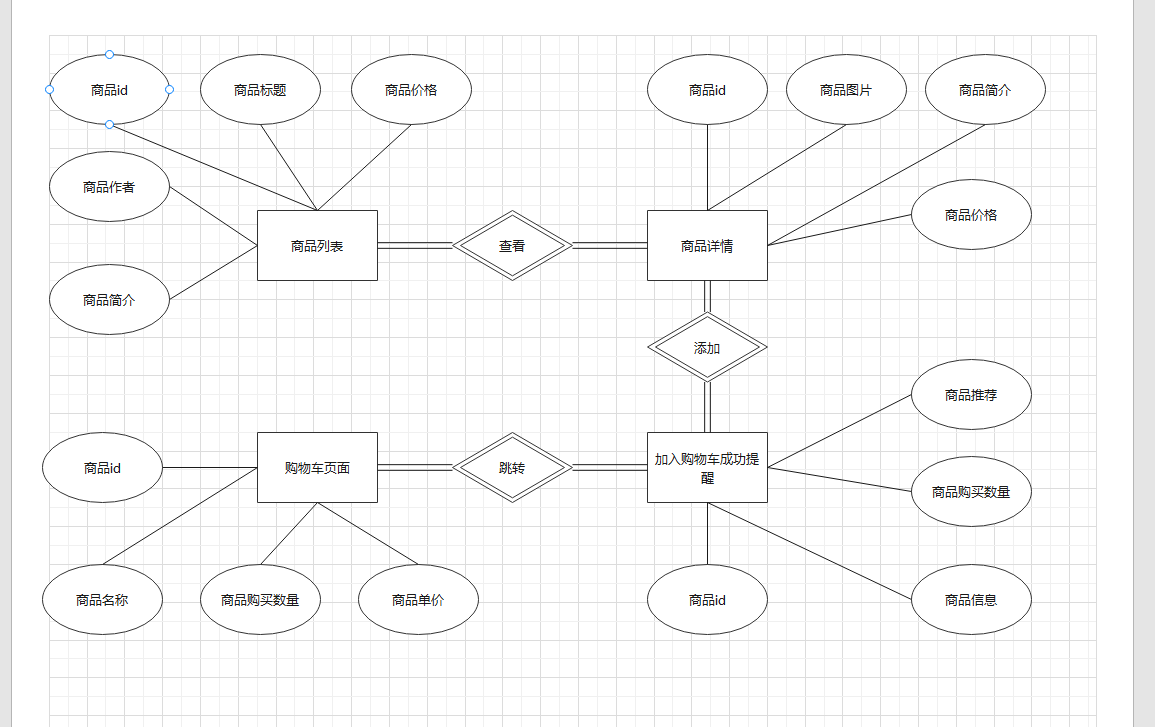 商品id
商品标题
商品价格
商品id
商品图片
商品简介
商品作者
商品价格
商品列表
查看
商品详情
商品简介
添加
商品推荐
商品id
购物车页面
跳转
加入购物车成功提
醒
商品购买数量
商品名称
商品购买数量
商品单价
商品id
商品信息